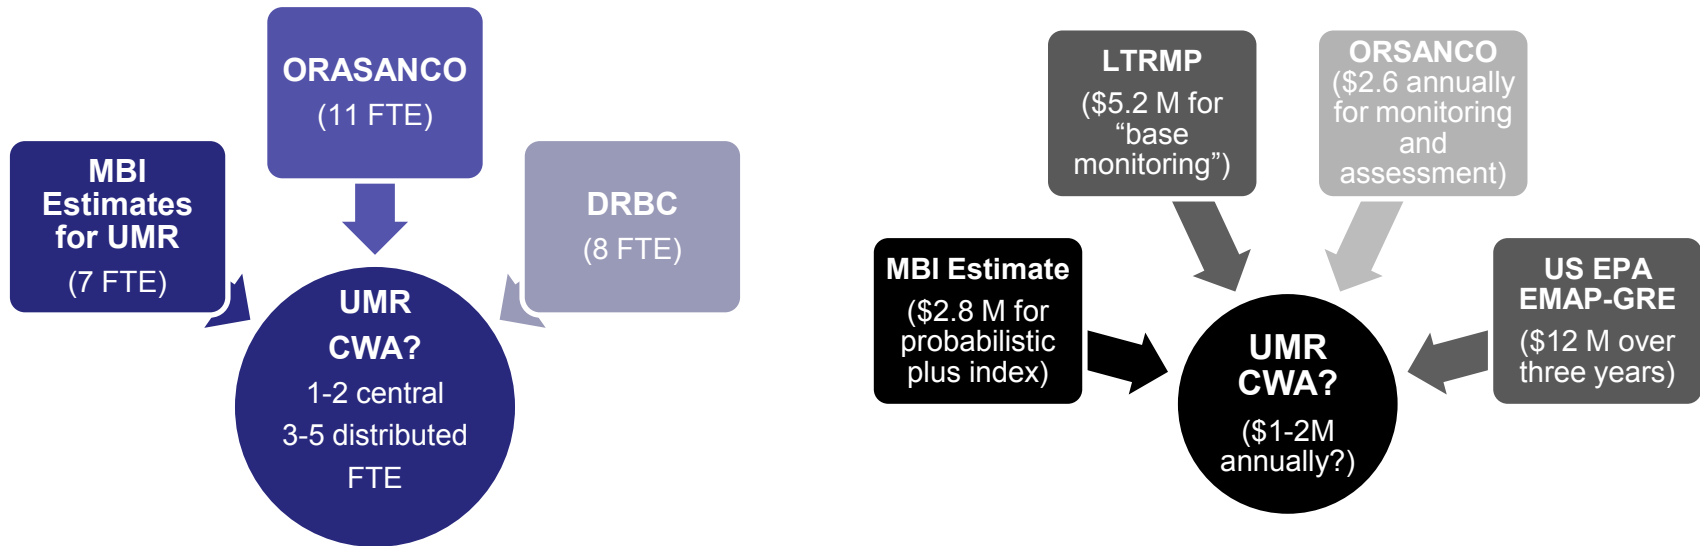 ORASANCO
(11 FTE)
MBI
Estimates
for UMR
(7 FTE)
DRBC
(8 FTE)
UMR
CWA?
1-2 central
3-5 distributed
FTE
LTRMP
($5.2 M for
“base
monitoring”)
ORSANCO
($2.6 annually
for monitoring
and
assessment)
MBI Estimate
($2.8 M for
probabilistic
plus index)
US EPA
EMAP-GRE
($12 M over
three years)
UMR
CWA?
($1-2M
annually?)